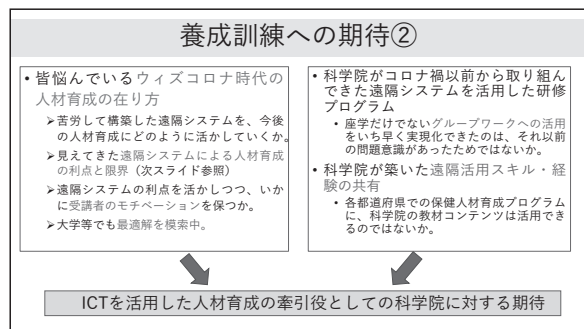 養成訓練への期待②
• 皆悩んでいるウィズコロナ時代の
人材育成の在り方
➢苦労して構築した遠隔システムを、今後
の人材育成にどのように活かしていくか。
➢見えてきた遠隔システムによる人材育成
の利点と限界（次スライド参照）
➢遠隔システムの利点を活かしつつ、いか
に受講者のモチベーションを保つか。
➢大学等でも最適解を模索中。
• 科学院がコロナ禍以前から取り組ん
できた遠隔システムを活用した研修
プログラム
• 座学だけでないグループワークへの活用
をいち早く実現化できたのは、それ以前
の問題意識があったためではないか。
• 科学院が築いた遠隔活用スキル・経
験の共有
• 各都道府県での保健人材育成プログラム
に、科学院の教材コンテンツは活用でき
るのではないか。
ICTを活用した人材育成の牽引役としての科学院に対する期待